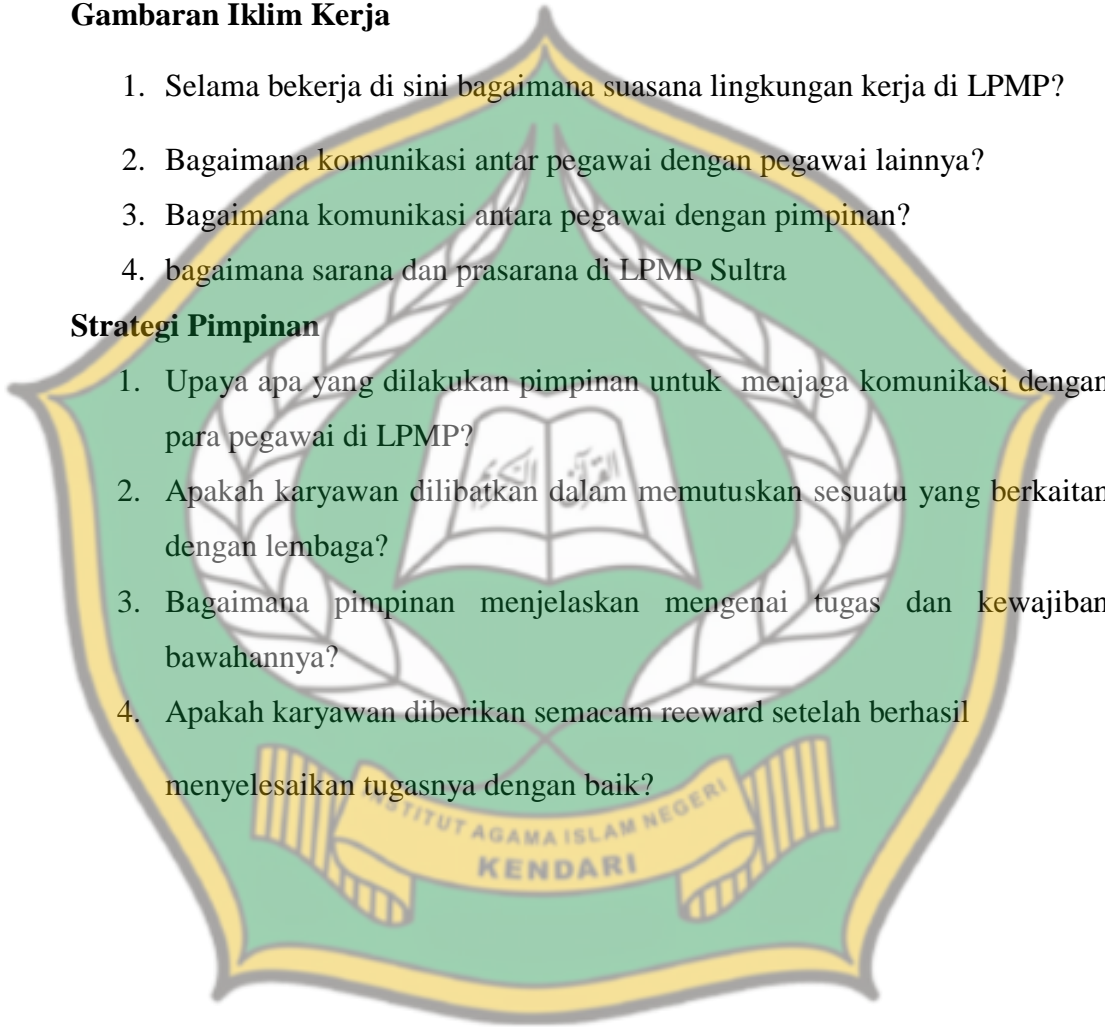 Gambaran Iklim Kerja
1. Selama bekerja di sini bagaimana suasana lingkungan kerja di LPMP?
2. Bagaimana komunikasi antar pegawai dengan pegawai lainnya?
3. Bagaimana komunikasi antara pegawai dengan pimpinan?
4. bagaimana sarana dan prasarana di LPMP Sultra
Strategi Pimpinan
1. Upaya apa yang dilakukan pimpinan untuk menjaga komunikasi dengan
para pegawai di LPMP?
2. Apakah karyawan dilibatkan dalam memutuskan sesuatu yang berkaitan
dengan lembaga?
3. Bagaimana pimpinan menjelaskan mengenai tugas dan kewajiban
bawahannya?
4. Apakah karyawan diberikan semacam reeward setelah berhasil
menyelesaikan tugasnya dengan baik?
القرآن الكريم
INSTITUT AGAMA ISLAM NEGERI
KENDARI